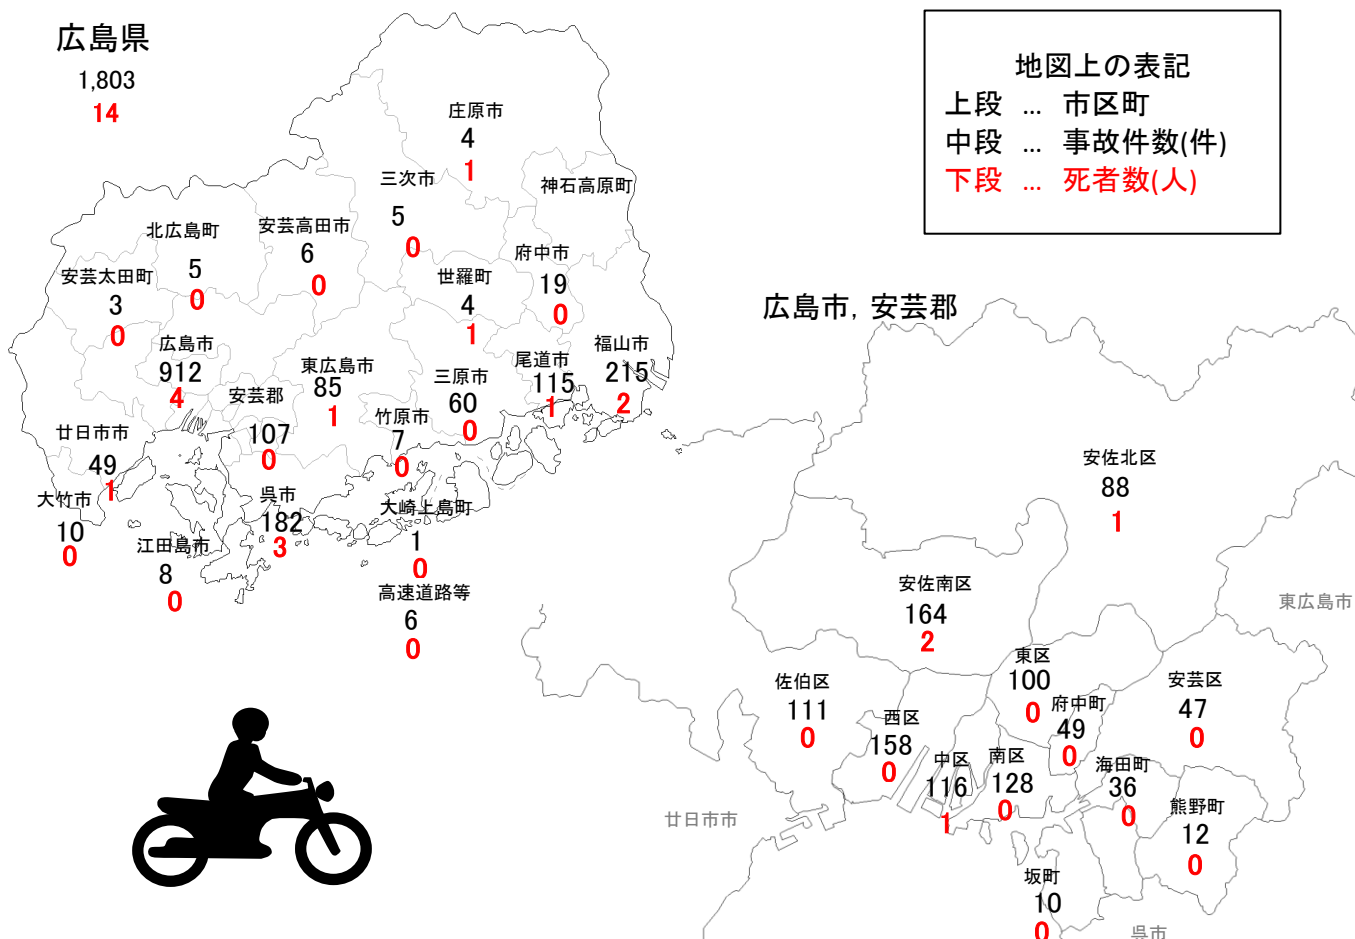 広島県
1,803
14
地図上の表記
上段 … 市区町
中段 … 事故件数(件)
下段 … 死者数(人)
庄原市
4
1
三次市
5
0
神石高原町
北広島町
5
0
安芸高田市
6
0
府中市
19
0
安芸太田町
3
0
世羅町
4
1
広島市
912
4
東広島市
85
1
三原市
60
0
尾道市
115
1
福山市
215
2
安芸郡
107
0
竹原市
7
0
廿日市市
49
1
大竹市
10
0
呉市
182
3
大崎上島町
1
0
江田島市
8
0
高速道路等
6
0
広島市, 安芸郡
安佐北区
88
1
安佐南区
164
2
東広島市
東区
100
0
佐伯区
111
0
安芸区
47
0
府中町
49
0
西区
158
0
中区
116
1
南区
128
0
海田町
36
0
熊野町
12
0
廿日市市
坂町
10
0
呉市